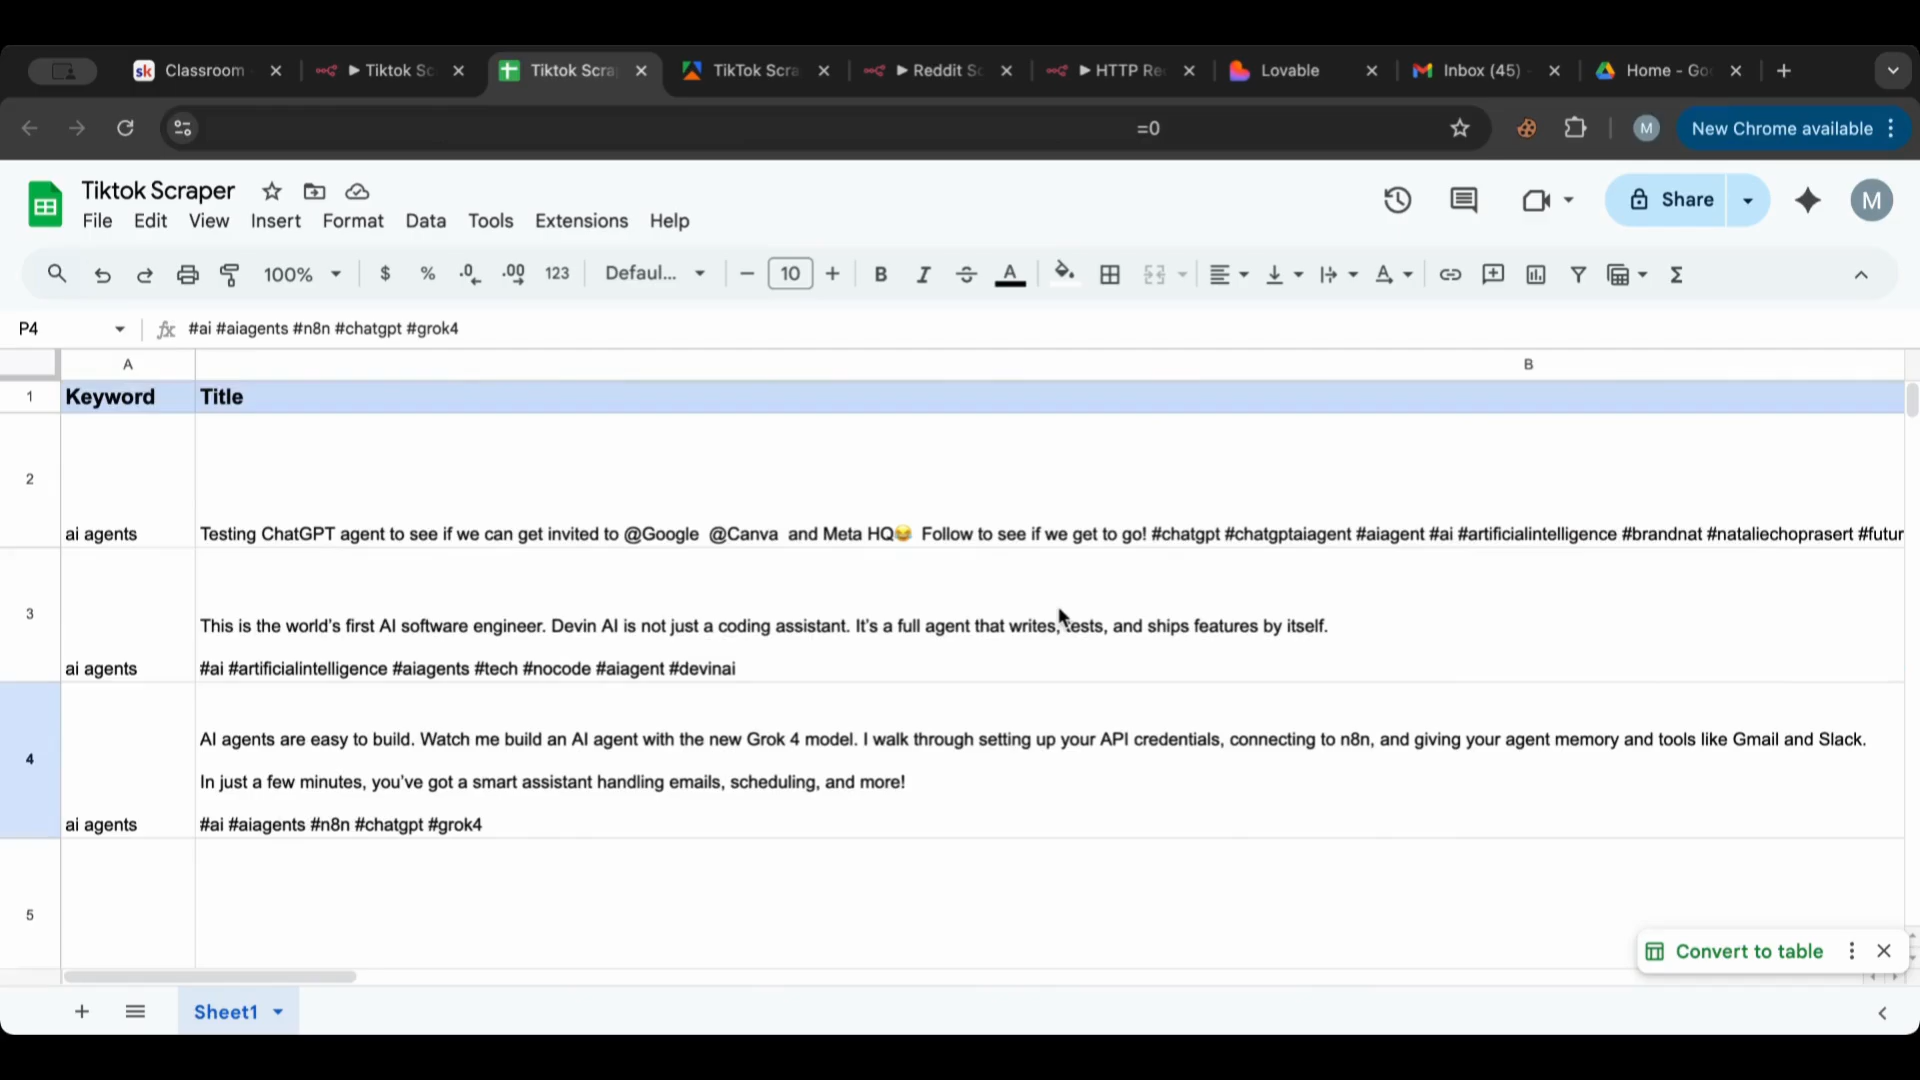 sk Classroom
Tiktok Sc
Tiktok Scra
TikTok Scra
Reddit Sc
HTTP Re
Lovable
Inbox (45)
Home - Go
=0
M
New Chrome available
Tiktok Scraper
File Edit View Insert Format Data Tools Extensions Help
Share
M
100% $ % .0 .00 123 Defaul... 10 B I A Σ
P4 fx #ai #aiagents #n8n #chatgpt #grok4
A B
1 Keyword Title
2 ai agents Testing ChatGPT agent to see if we can get invited to @Google @Canva and Meta HQ😂 Follow to see if we get to go! #chatgpt #chatgptaiagent #aiagent #ai #artificialintelligence #brandnat #nataliechoprasert #futur
3 This is the world's first AI software engineer. Devin AI is not just a coding assistant. It's a full agent that writes, tests, and ships features by itself.
ai agents #ai #artificialintelligence #aiagents #tech #nocode #aiagent #devinai
AI agents are easy to build. Watch me build an AI agent with the new Grok 4 model. I walk through setting up your API credentials, connecting to n8n, and giving your agent memory and tools like Gmail and Slack.
4 In just a few minutes, you've got a smart assistant handling emails, scheduling, and more!
ai agents #ai #aiagents #n8n #chatgpt #grok4
5
Convert to table
Sheet1